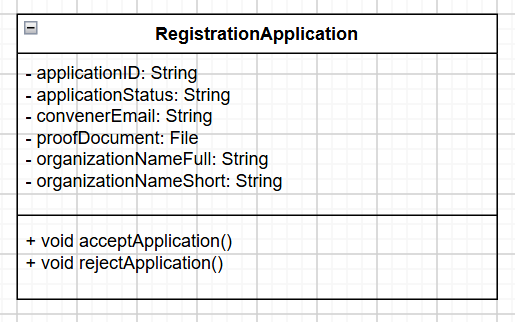 RegistrationApplication
- applicationID: String
- applicationStatus: String
- convenerEmail: String
- proofDocument: File
- organizationNameFull: String
- organizationNameShort: String
+ void acceptApplication()
+ void rejectApplication()